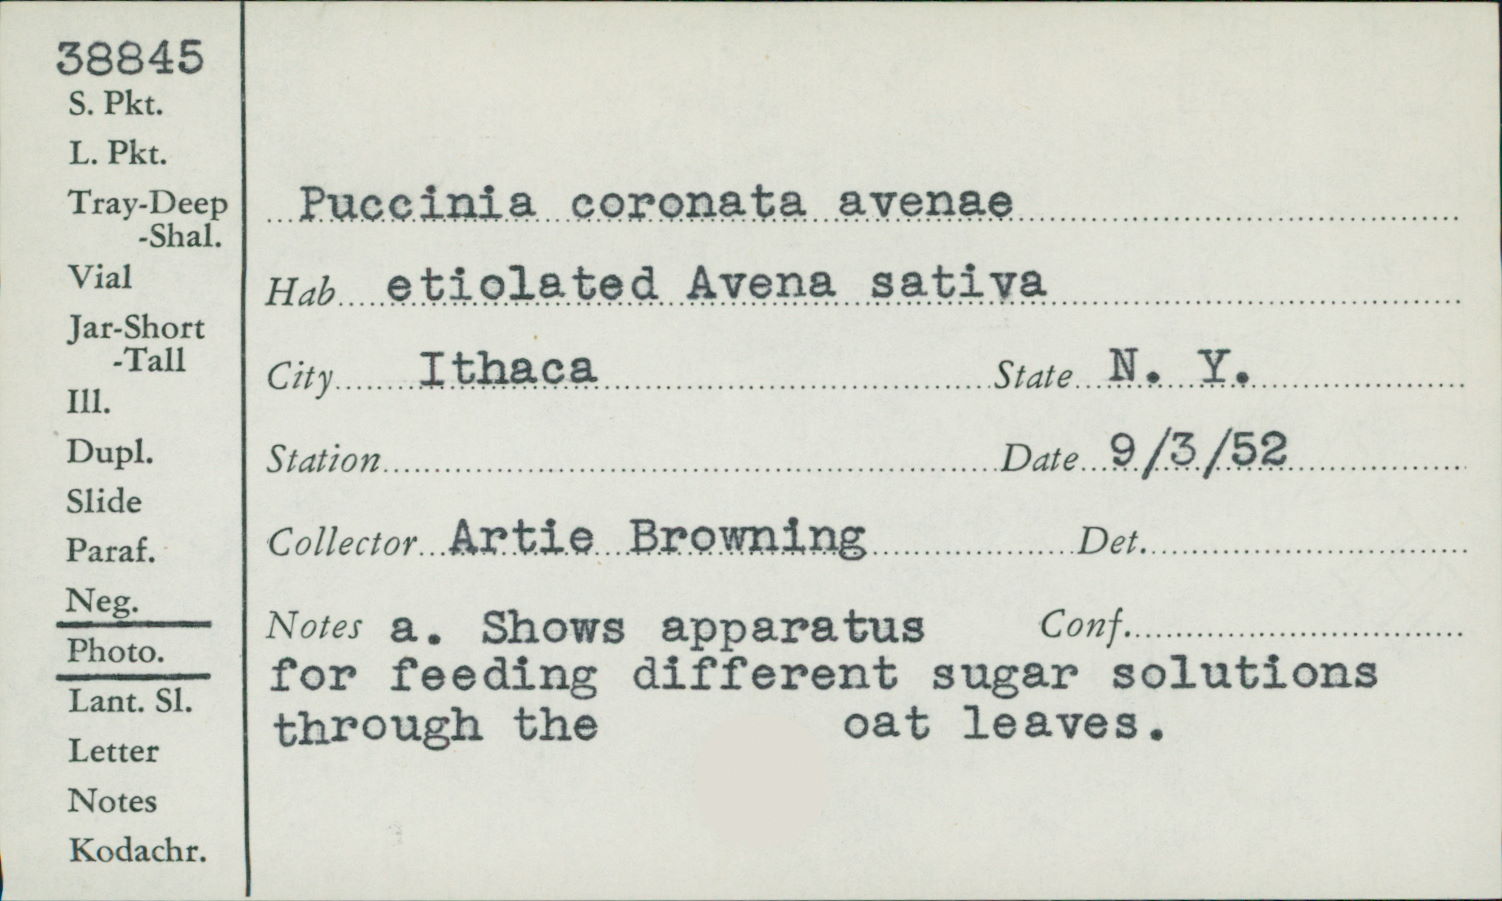 38845
S. Pkt.
L. Pkt.
Tray-Deep
-Shal.
Vial
Jar-Short
-Tall
Ill.
Dupl.
Slide
Paraf.
Neg.
Photo.
Lant. Sl.
Letter
Notes
Kodachr.
Puccinia coronata avenae
Hab etiolated Avena sativa
City Ithaca State N. Y.
Station Date 9/3/52
Collector Artie Browning Det.
Notes a. Shows apparatus Conf.
for feeding different sugar solutions
through the oat leaves.